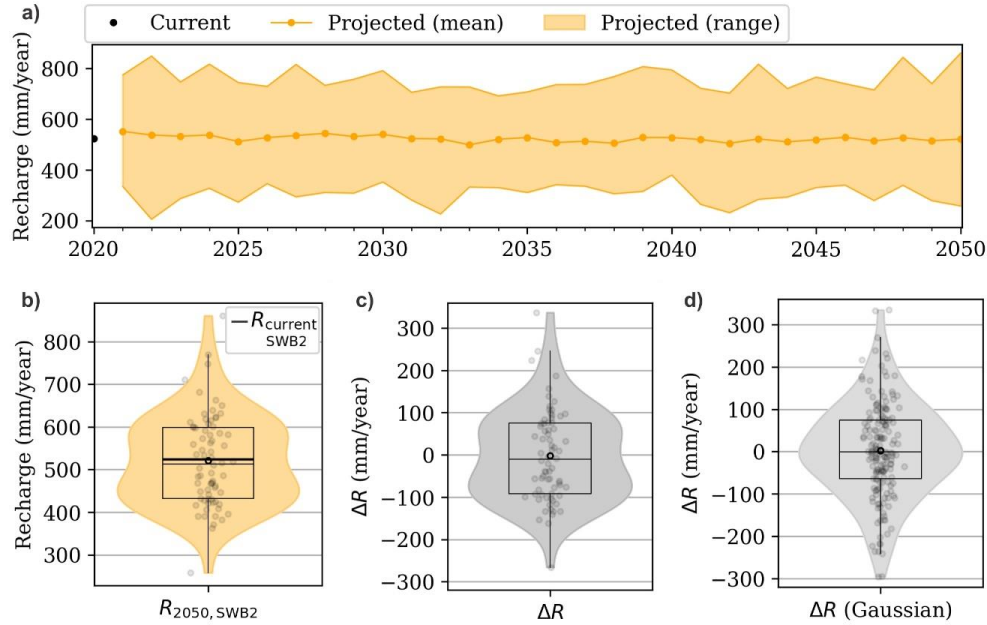 a)
Current Projected (mean) Projected (range)
Recharge (mm/year)
800
600
400
200
2020 2025 2030 2035 2040 2045 2050
b)
Recharge (mm/year)
800
700
600
500
400
300
R current
SWB2
R2050, SWB2
c)
ΔR (mm/year)
300
200
100
0
−100
−200
−300
ΔR
d)
ΔR (mm/year)
300
200
100
0
−100
−200
−300
ΔR (Gaussian)